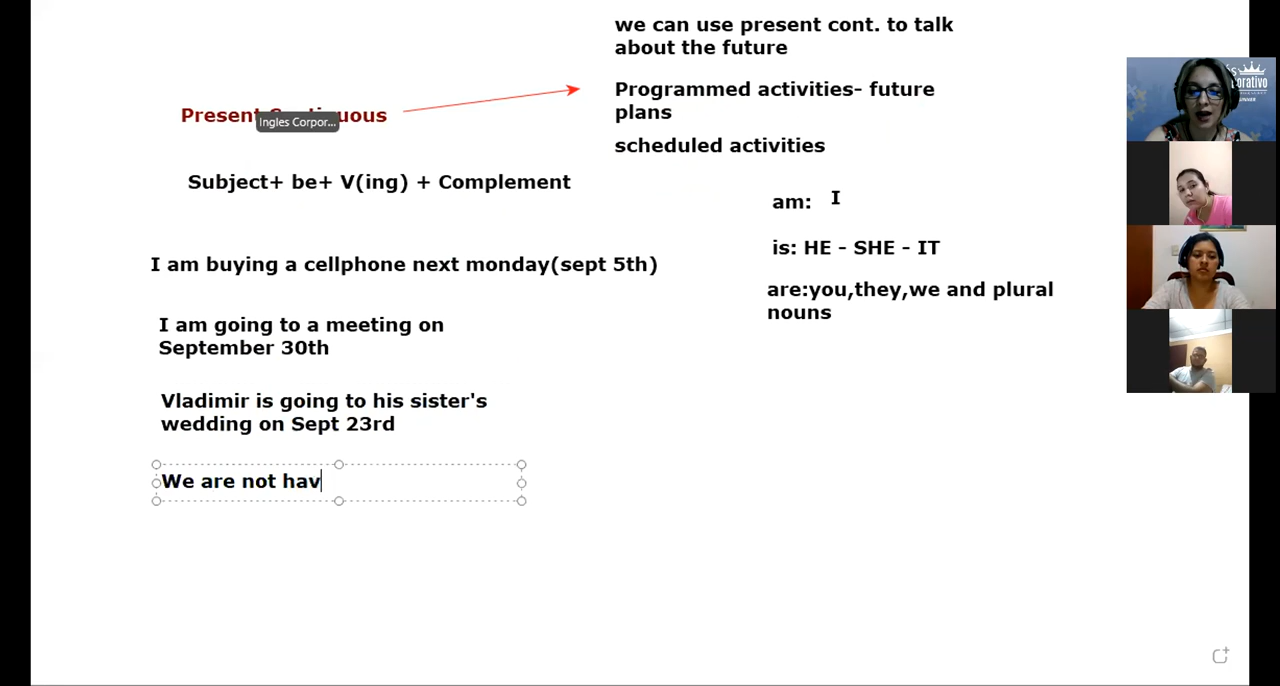 we can use present cont. to talk
about the future
Programmed activities- future
plans
scheduled activities
Present Continuous
Ingles Corpor...
Subject+ be+ V(ing) + Complement
am: I
is: HE - SHE - IT
are:you,they,we and plural
nouns
I am buying a cellphone next monday(sept 5th)
I am going to a meeting on
September 30th
Vladimir is going to his sister's
wedding on Sept 23rd
We are not hav